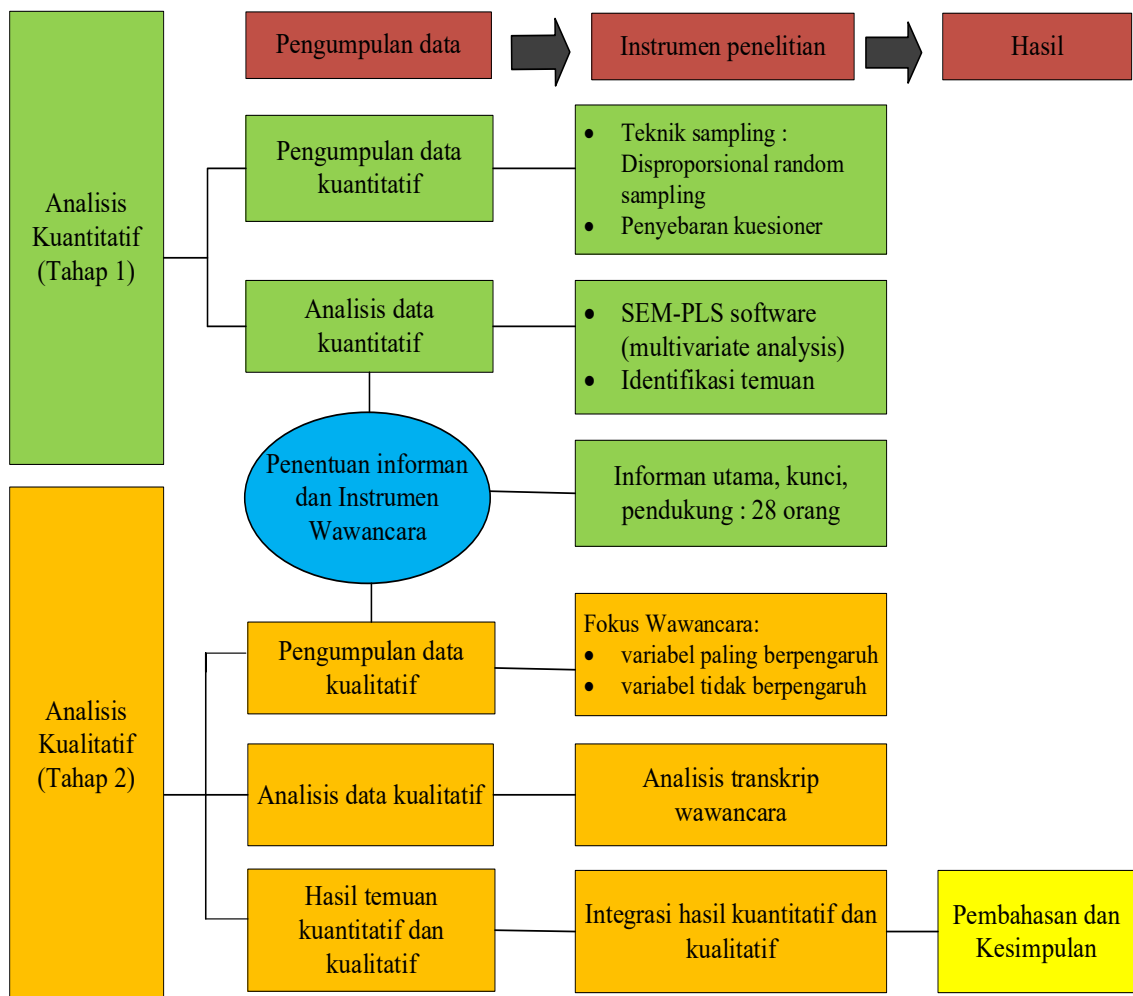 Pengumpulan data
Instrumen penelitian
Hasil
Analisis
Kuantitatif
(Tahap 1)
Pengumpulan data
kuantitatif
• Teknik sampling :
Disproporsional random
sampling
• Penyebaran kuesioner
Analisis data
kuantitatif
• SEM-PLS software
(multivariate analysis)
• Identifikasi temuan
Penentuan informan
dan Instrumen
Wawancara
Informan utama, kunci,
pendukung : 28 orang
Analisis
Kualitatif
(Tahap 2)
Pengumpulan data
kualitatif
Fokus Wawancara:
• variabel paling berpengaruh
• variabel tidak berpengaruh
Analisis data kualitatif
Analisis transkrip
wawancara
Hasil temuan
kuantitatif dan
kualitatif
Integrasi hasil kuantitatif dan
kualitatif
Pembahasan dan
Kesimpulan